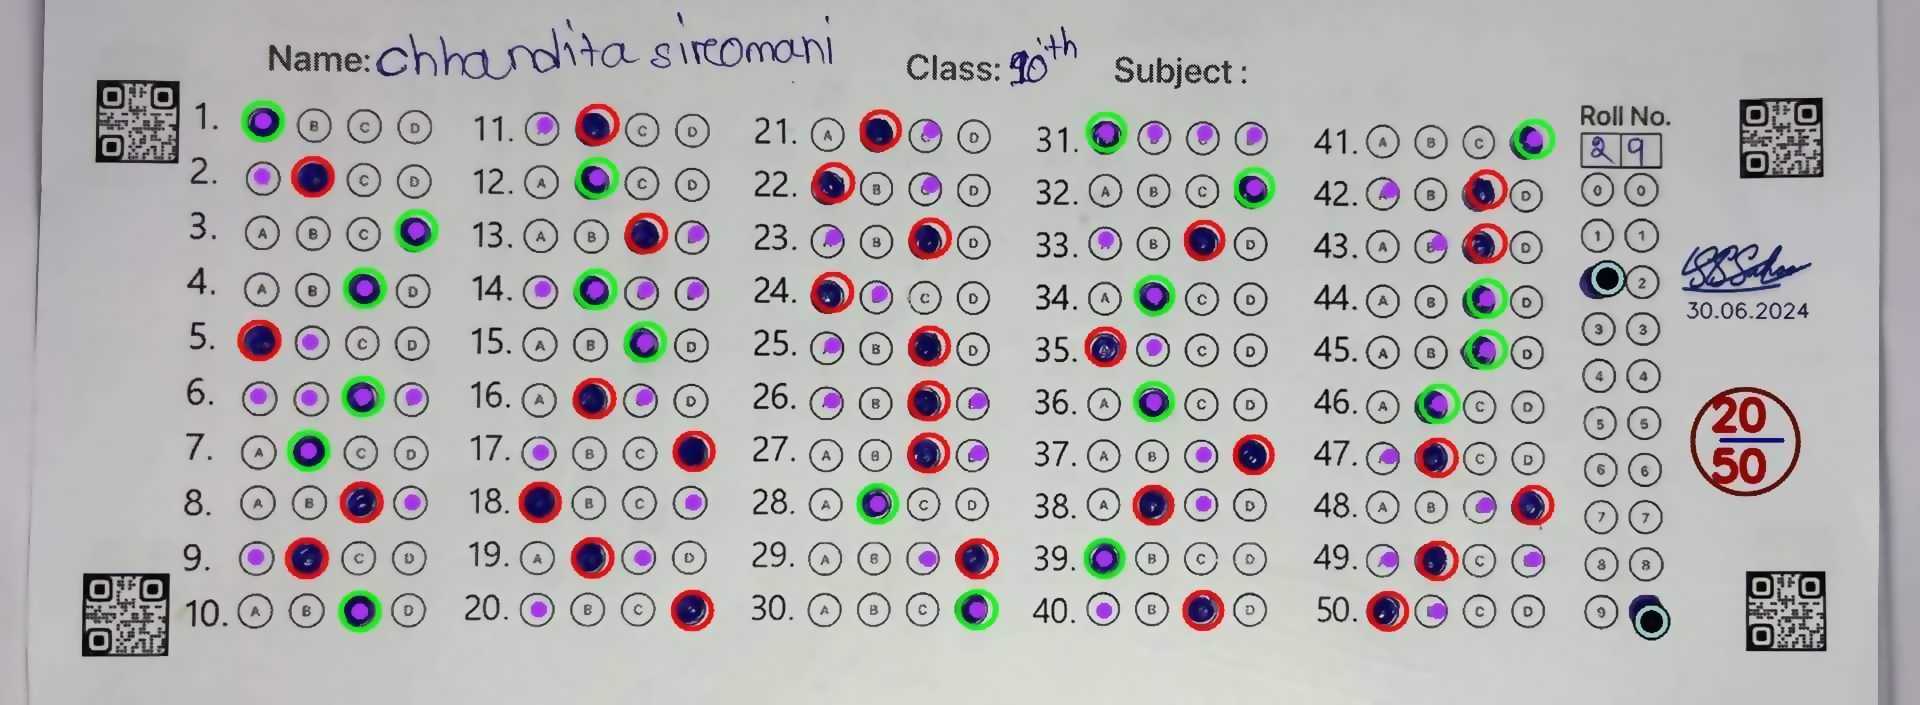 Name: Chhandita sireomani Class: 10th Subject :
Roll No.
2 9
1. B C D
2. C D
3. A B C
4. A B D
5. C D
6.
7. A C D
8. A B
9. C D
10. A B D
11. C D
12. A C D
13. A B
14.
15. A B D
16. A D
17. B C
18. B C
19. A D
20. B C
21. A D
22. B
23. B D
24. C D
25. B D
26. B
27. A B
28. A C D
29. A B
30. A B C
31.
32. A B C
33. B D
34. A C D
35. C D
36. A C D
37. A B
38. A D
39. B C D
40. B D
41. A B C
42. B D
43. A D
44. A B D
45. A B D
46. A C D
47. C D
48. A B
49. C
50. C D
0 0
1 1
2
3 3
4 4
5 5
6 6
7 7
8 8
9
30.06.2024
20
50